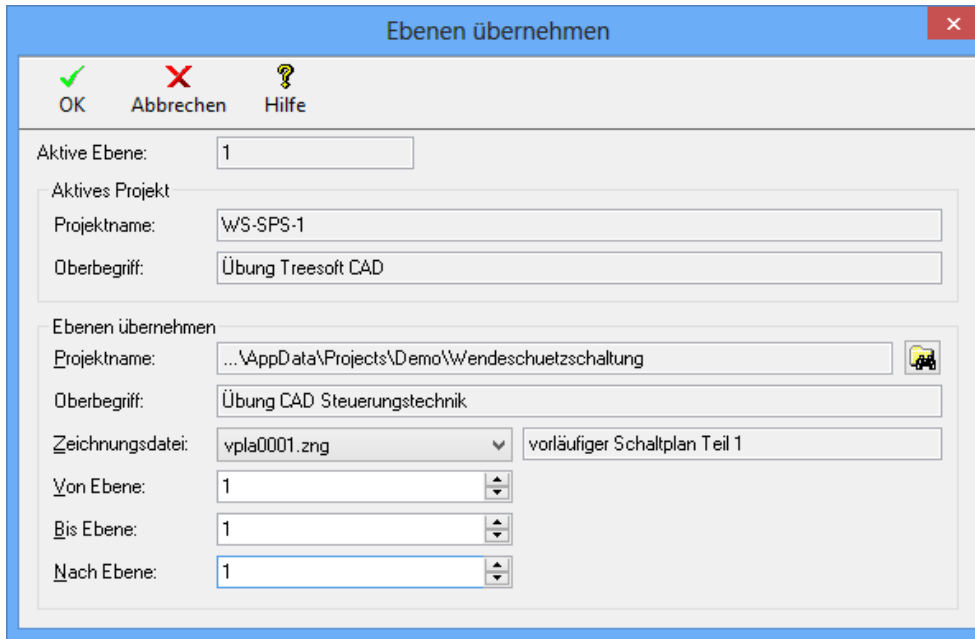 Ebenen übernehmen
OK Abbrechen Hilfe
Aktive Ebene: 1
Aktives Projekt
Projektname: WS-SPS-1
Oberbegriff: Übung Treesoft CAD
Ebenen übernehmen
Projektname: ...\AppData\Projects\Demo\Wendeschuetzschaltung
Oberbegriff: Übung CAD Steuerungstechnik
Zeichnungsdatei: vpla0001.zng vorläufiger Schaltplan Teil 1
Von Ebene: 1
Bis Ebene: 1
Nach Ebene: 1